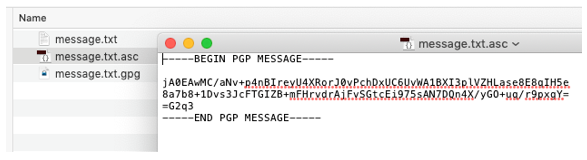 Name
message.txt
message.txt.asc
message.txt.gpg
message.txt.asc
-----BEGIN PGP MESSAGE-----
jA0EAwMC/aNv+p4nBIreyU4XRorJ0vPchDxUC6UvWA1BXI3plVZHLase8E8qIH5e
8a7b8+1Dvs3JcFTGIZB+mFHrvdrAjFvSGtcEi975sAN7DQn4X/yGO+uq/r9pxqY=
=G2q3
-----END PGP MESSAGE-----